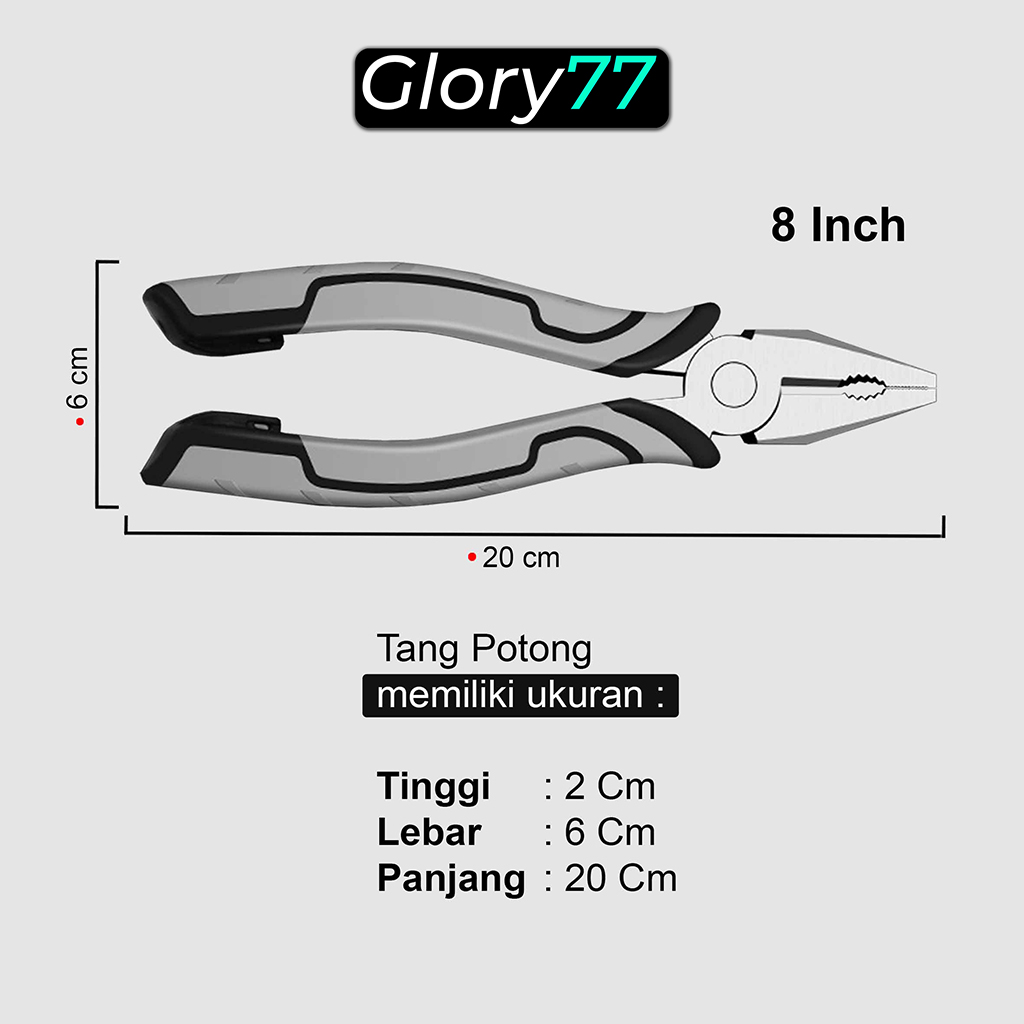 Glory77
8 Inch
• 6 cm
• 20 cm
Tang Potong
memiliki ukuran :
Tinggi : 2 Cm
Lebar : 6 Cm
Panjang : 20 Cm